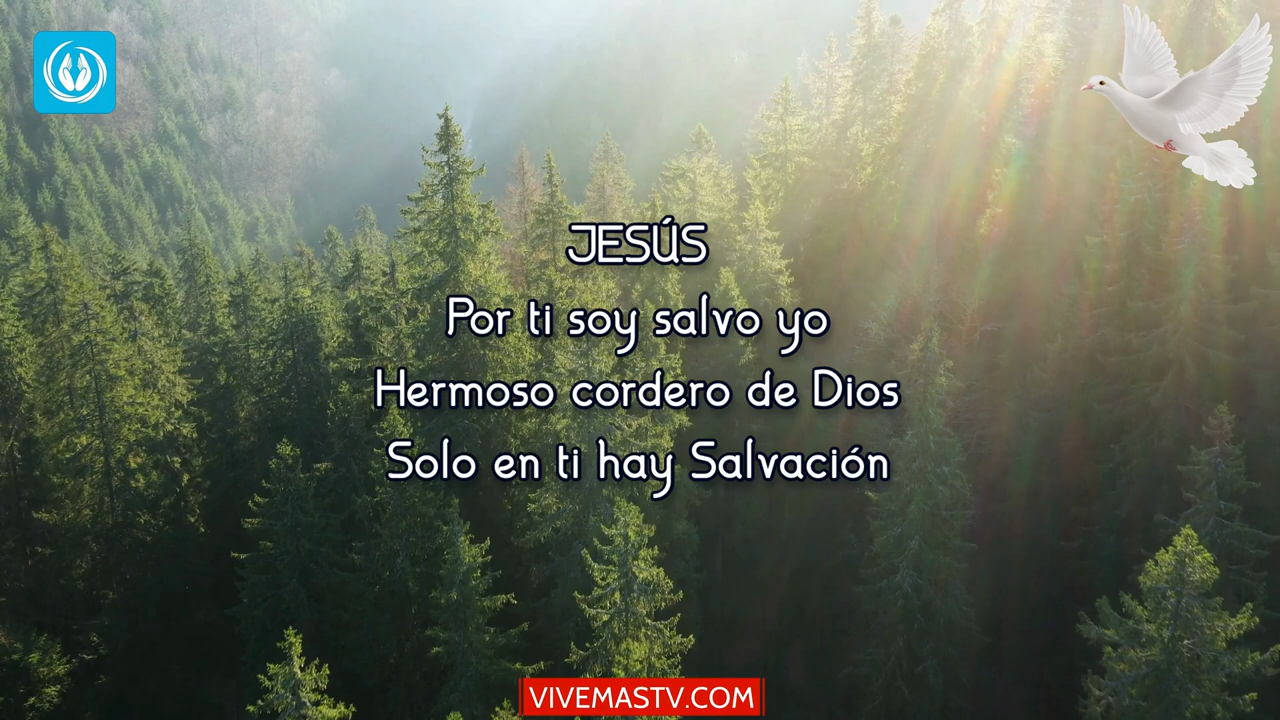 JESÚS
Por ti soy salvo yo
Hermoso cordero de Dios
Solo en ti hay Salvación
VIVEMASTV.COM